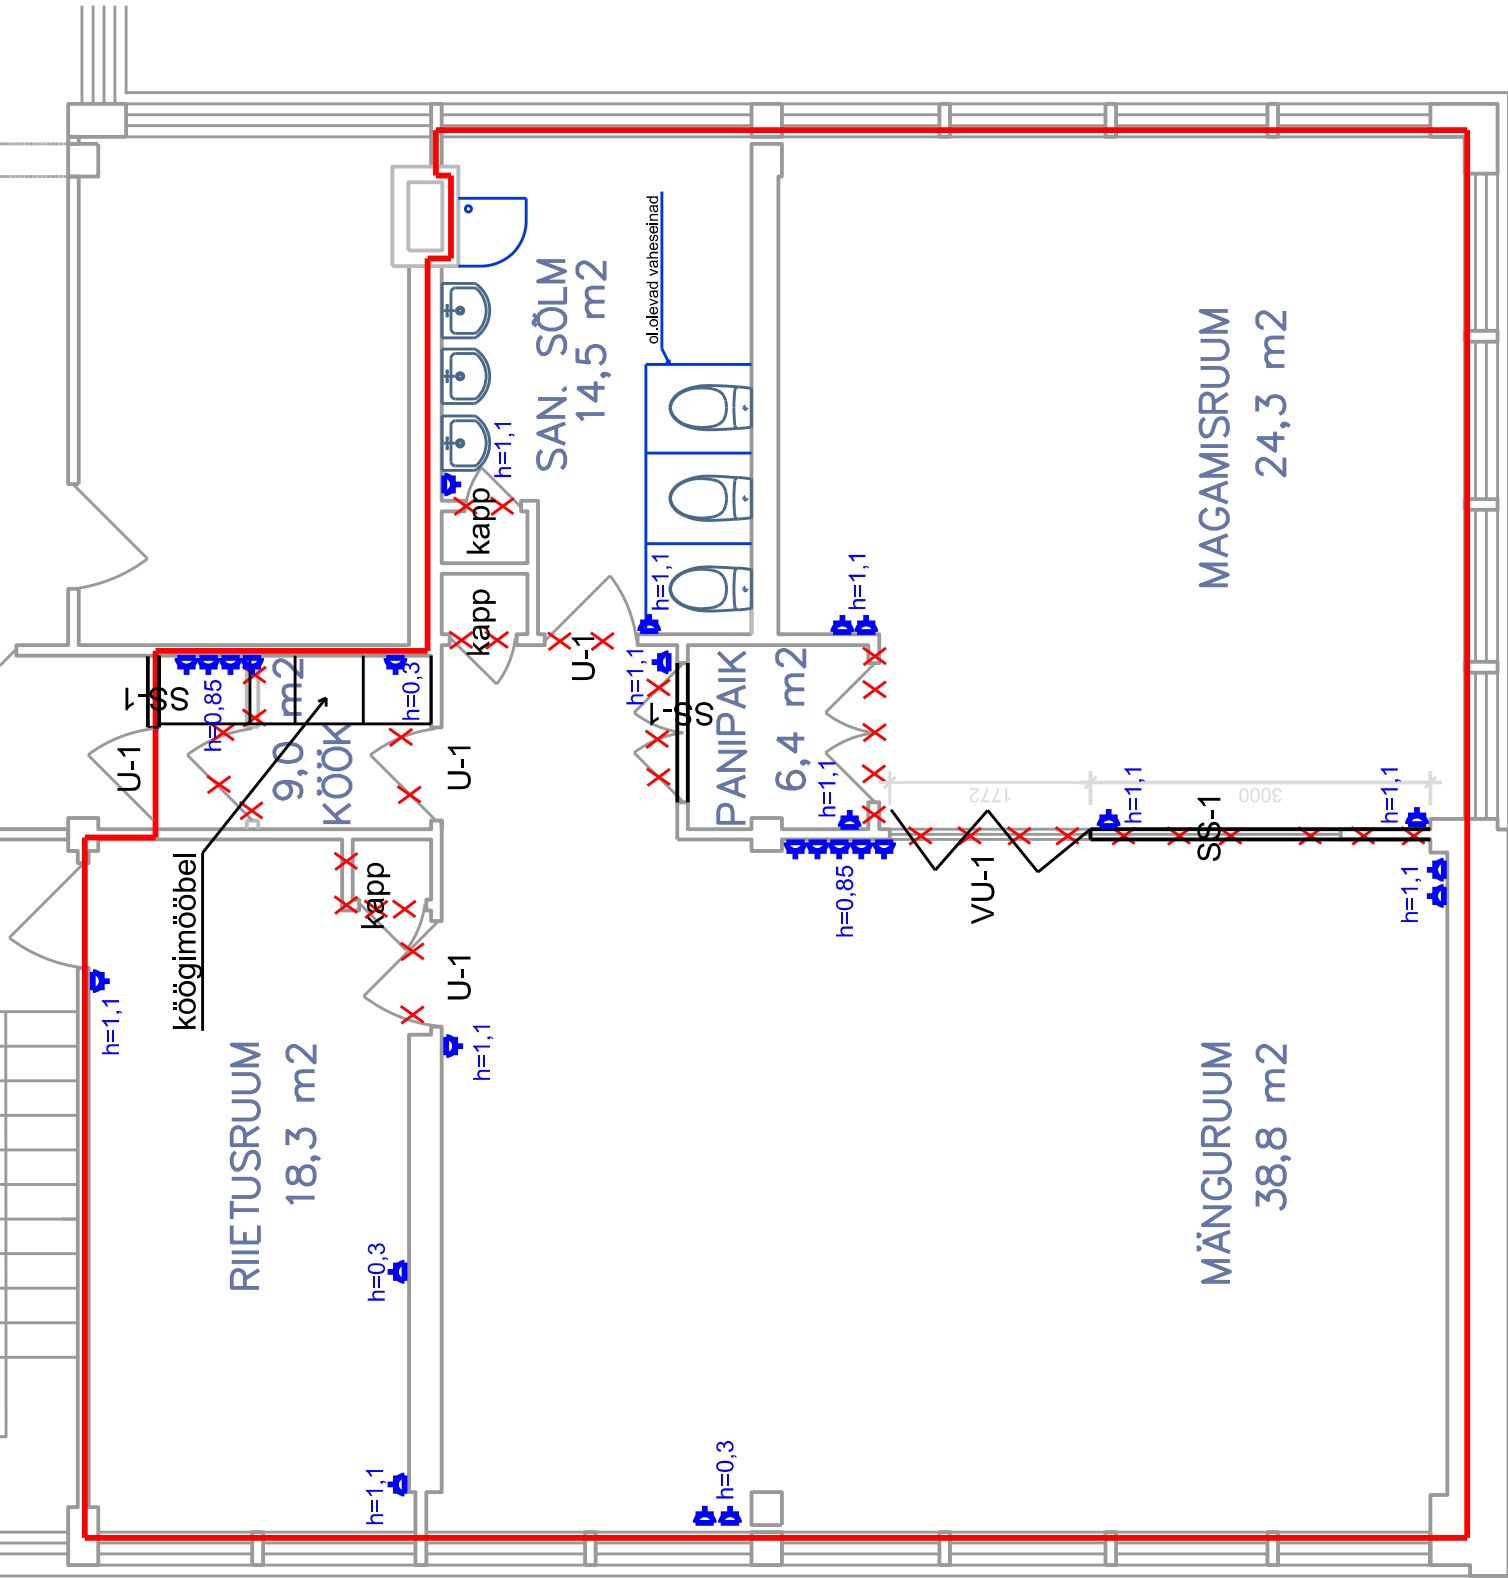 ol.olevad vaheseinad
SAN. SÕLM
14,5 m2
h=1,1
kapp
kapp
U-1
h=1,1
h=1,1
h=1,1
MAGAMISRUUM
24,3 m2
SS-1
U-1
h=0,85
9,0 m2
KÖÖK
h=0,3
U-1
SS-1
PANIPAIK
6,4 m2
h=1,1
1772
3000
h=1,1
h=1,1
SS-1
VU-1
h=0,85
h=1,1
köögimööbel
kapp
U-1
h=1,1
h=1,1
RIIETUSRUUM
18,3 m2
h=0,3
h=1,1
MÄNGURUUM
38,8 m2
h=0,3